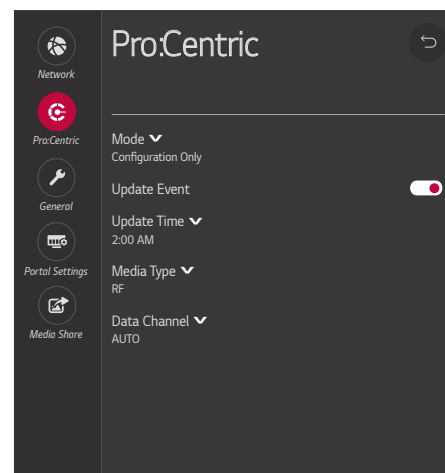 Pro:Centric
Network
Pro:Centric
General
Portal Settings
Media Share
Mode
Configuration Only
Update Event
Update Time
2:00 AM
Media Type
RF
Data Channel
AUTO